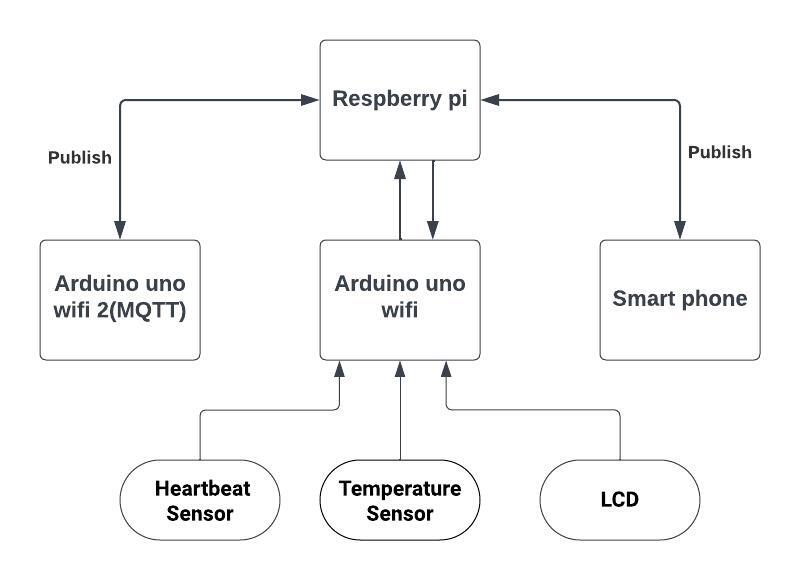 Respberry pi
Publish
Publish
Arduino uno
wifi 2(MQTT)
Arduino uno
wifi
Smart phone
Heartbeat
Sensor
Temperature
Sensor
LCD